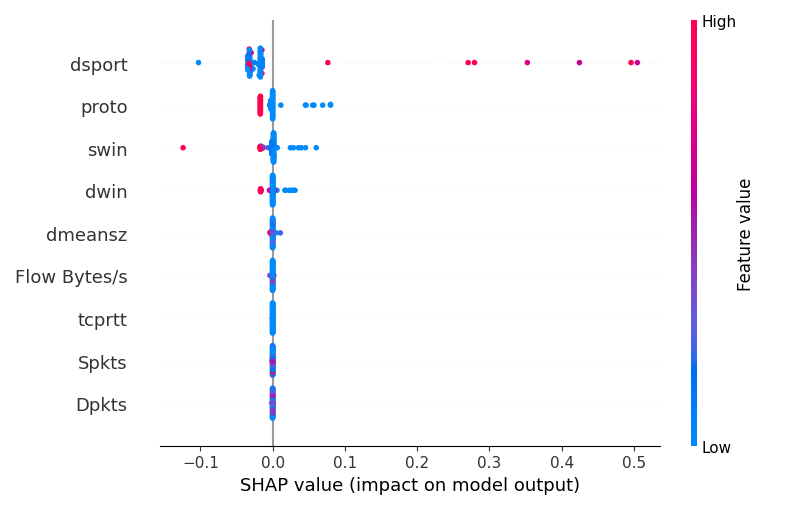 High
dsport
proto
swin
dwin
dmeansz
Flow Bytes/s
tcprtt
Spkts
Dpkts
Feature value
Low
−0.1 0.0 0.1 0.2 0.3 0.4 0.5
SHAP value (impact on model output)